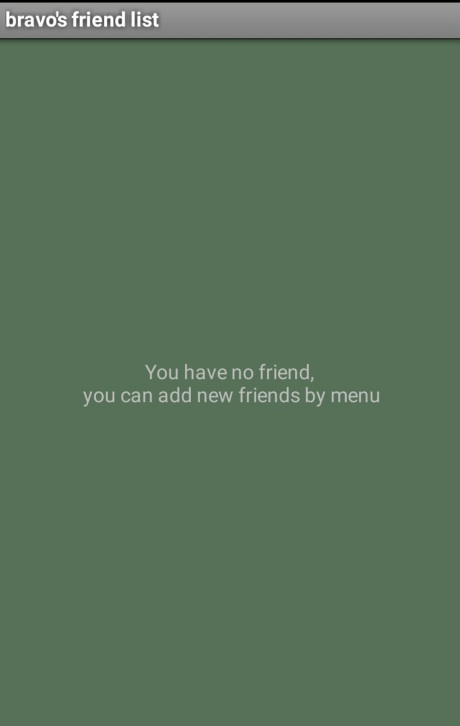 bravo's friend list
You have no friend,
you can add new friends by menu